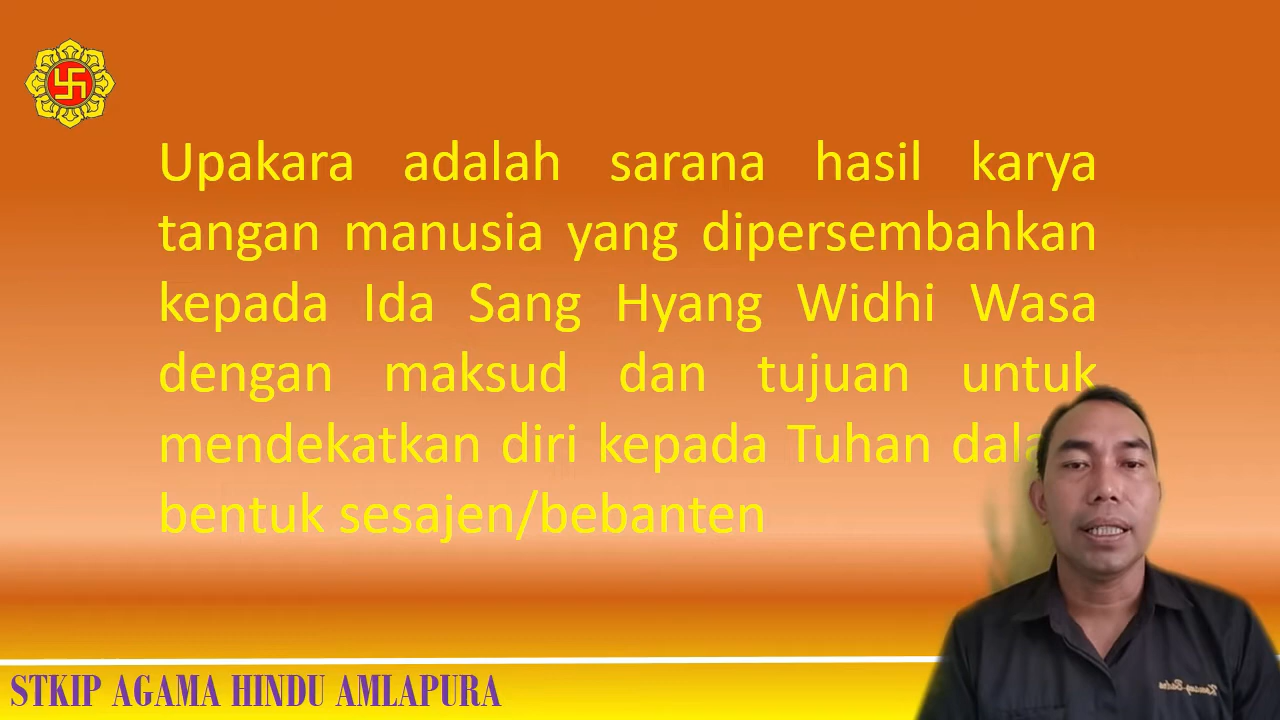 Upakara adalah sarana hasil karya
tangan manusia yang dipersembahkan
kepada Ida Sang Hyang Widhi Wasa
dengan maksud dan tujuan untuk
mendekatkan diri kepada Tuhan
bentuk sesajen/bebanten
STKIP AGAMA HINDU AMLAPURA